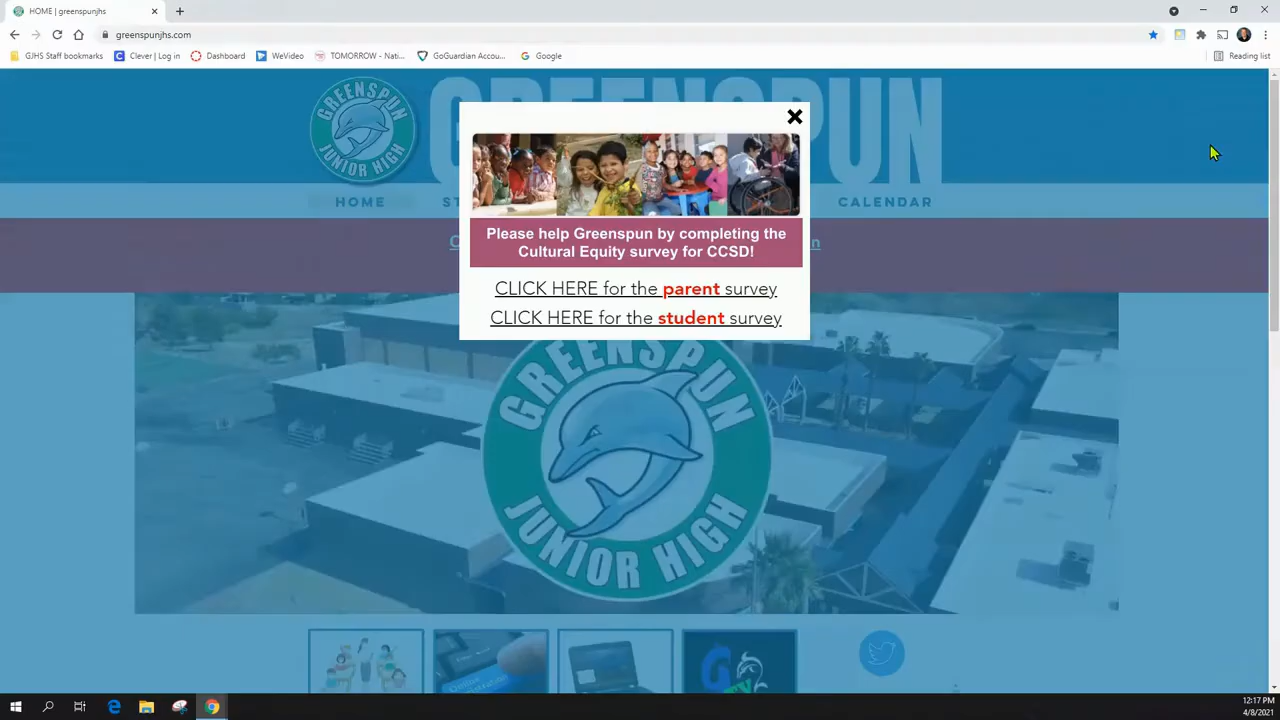 HOME | greenspunjhs
greenspunjhs.com
GJHS Staff bookmarks
Clever | Log in
Dashboard
WeVideo
TOMORROW - Nati...
GoGuardian Accou...
Google
Reading list
GREENSPUN
JUNIOR HIGH
GREENSPUN
HOME
ST
CALENDAR
Please help Greenspun by completing the
Cultural Equity survey for CCSD!
CLICK HERE for the parent survey
CLICK HERE for the student survey
GREENSPUN
JUNIOR HIGH
12:17 PM
4/8/2021